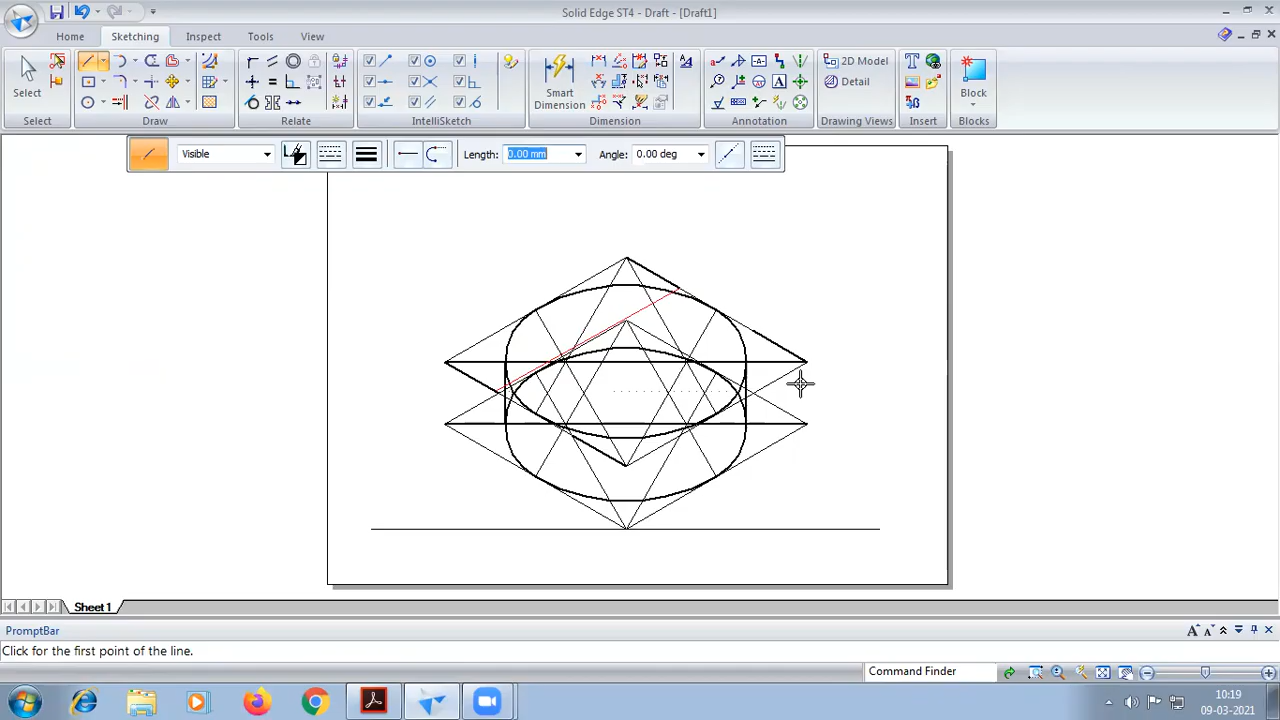 Solid Edge ST4 - Draft - [Draft1]
Home
Sketching
Inspect
Tools
View
Select
Smart
Dimension
2D Model
Detail
Block
Select
Draw
Relate
IntelliSketch
Dimension
Annotation
Drawing Views
Insert
Blocks
Visible
Length:
0.00 mm
Angle:
0.00 deg
Sheet1
PromptBar
Click for the first point of the line.
Command Finder
10:19
09-03-2021